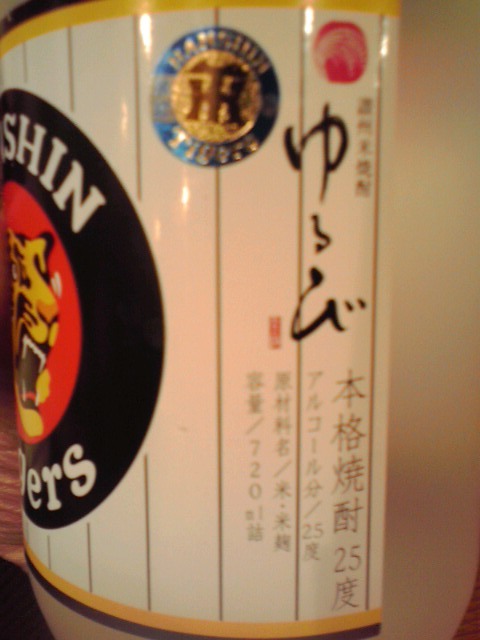 SHIN
gers
HANSHIN
Tigers
播州米焼酎
ゆるび
本格焼酎 25度
アルコール分/25度
原材料名/米・米麹
容量/720ml詰